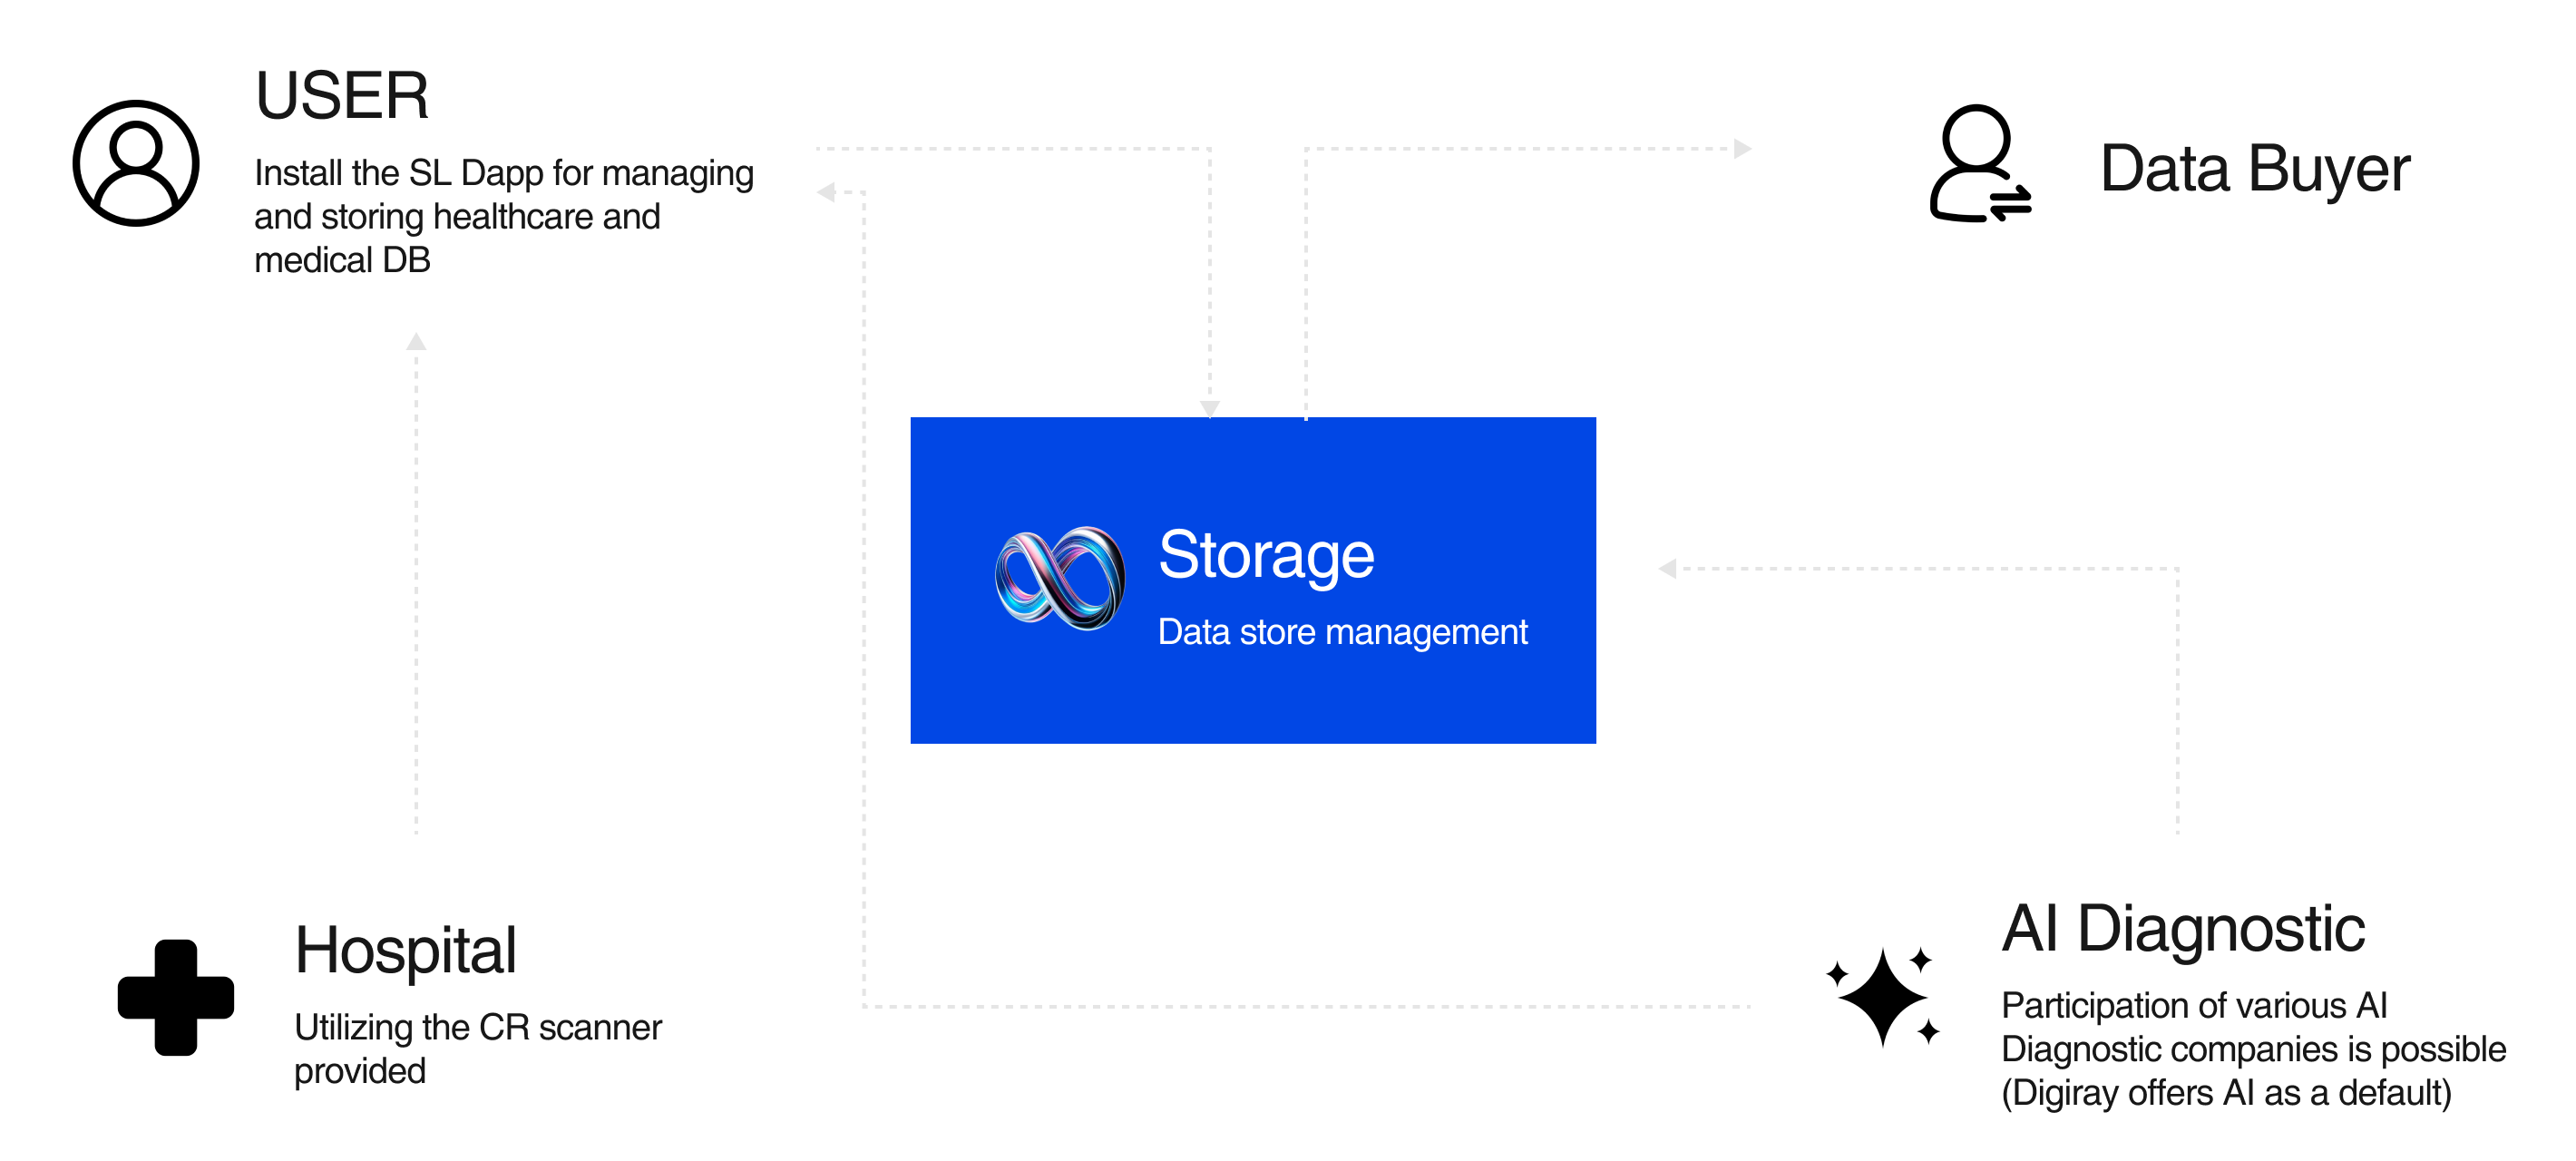 USER
Install the SL Dapp for managing
and storing healthcare and
medical DB
Data Buyer
Storage
Data store management
Hospital
Utilizing the CR scanner
provided
AI Diagnostic
Participation of various AI
Diagnostic companies is possible
(Digiray offers AI as a default)